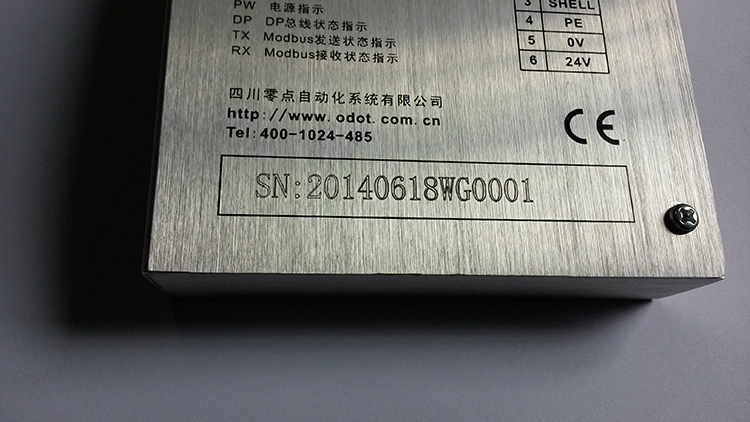 PW 电源指示
DP DP总线状态指示
TX Modbus发送状态指示
RX Modbus接收状态指示
3 SHELL
4 PE
5 0V
6 24V
四川零点自动化系统有限公司
http://www.odot.com.cn
Tel:400-1024-485
CE
SN:20140618WG0001